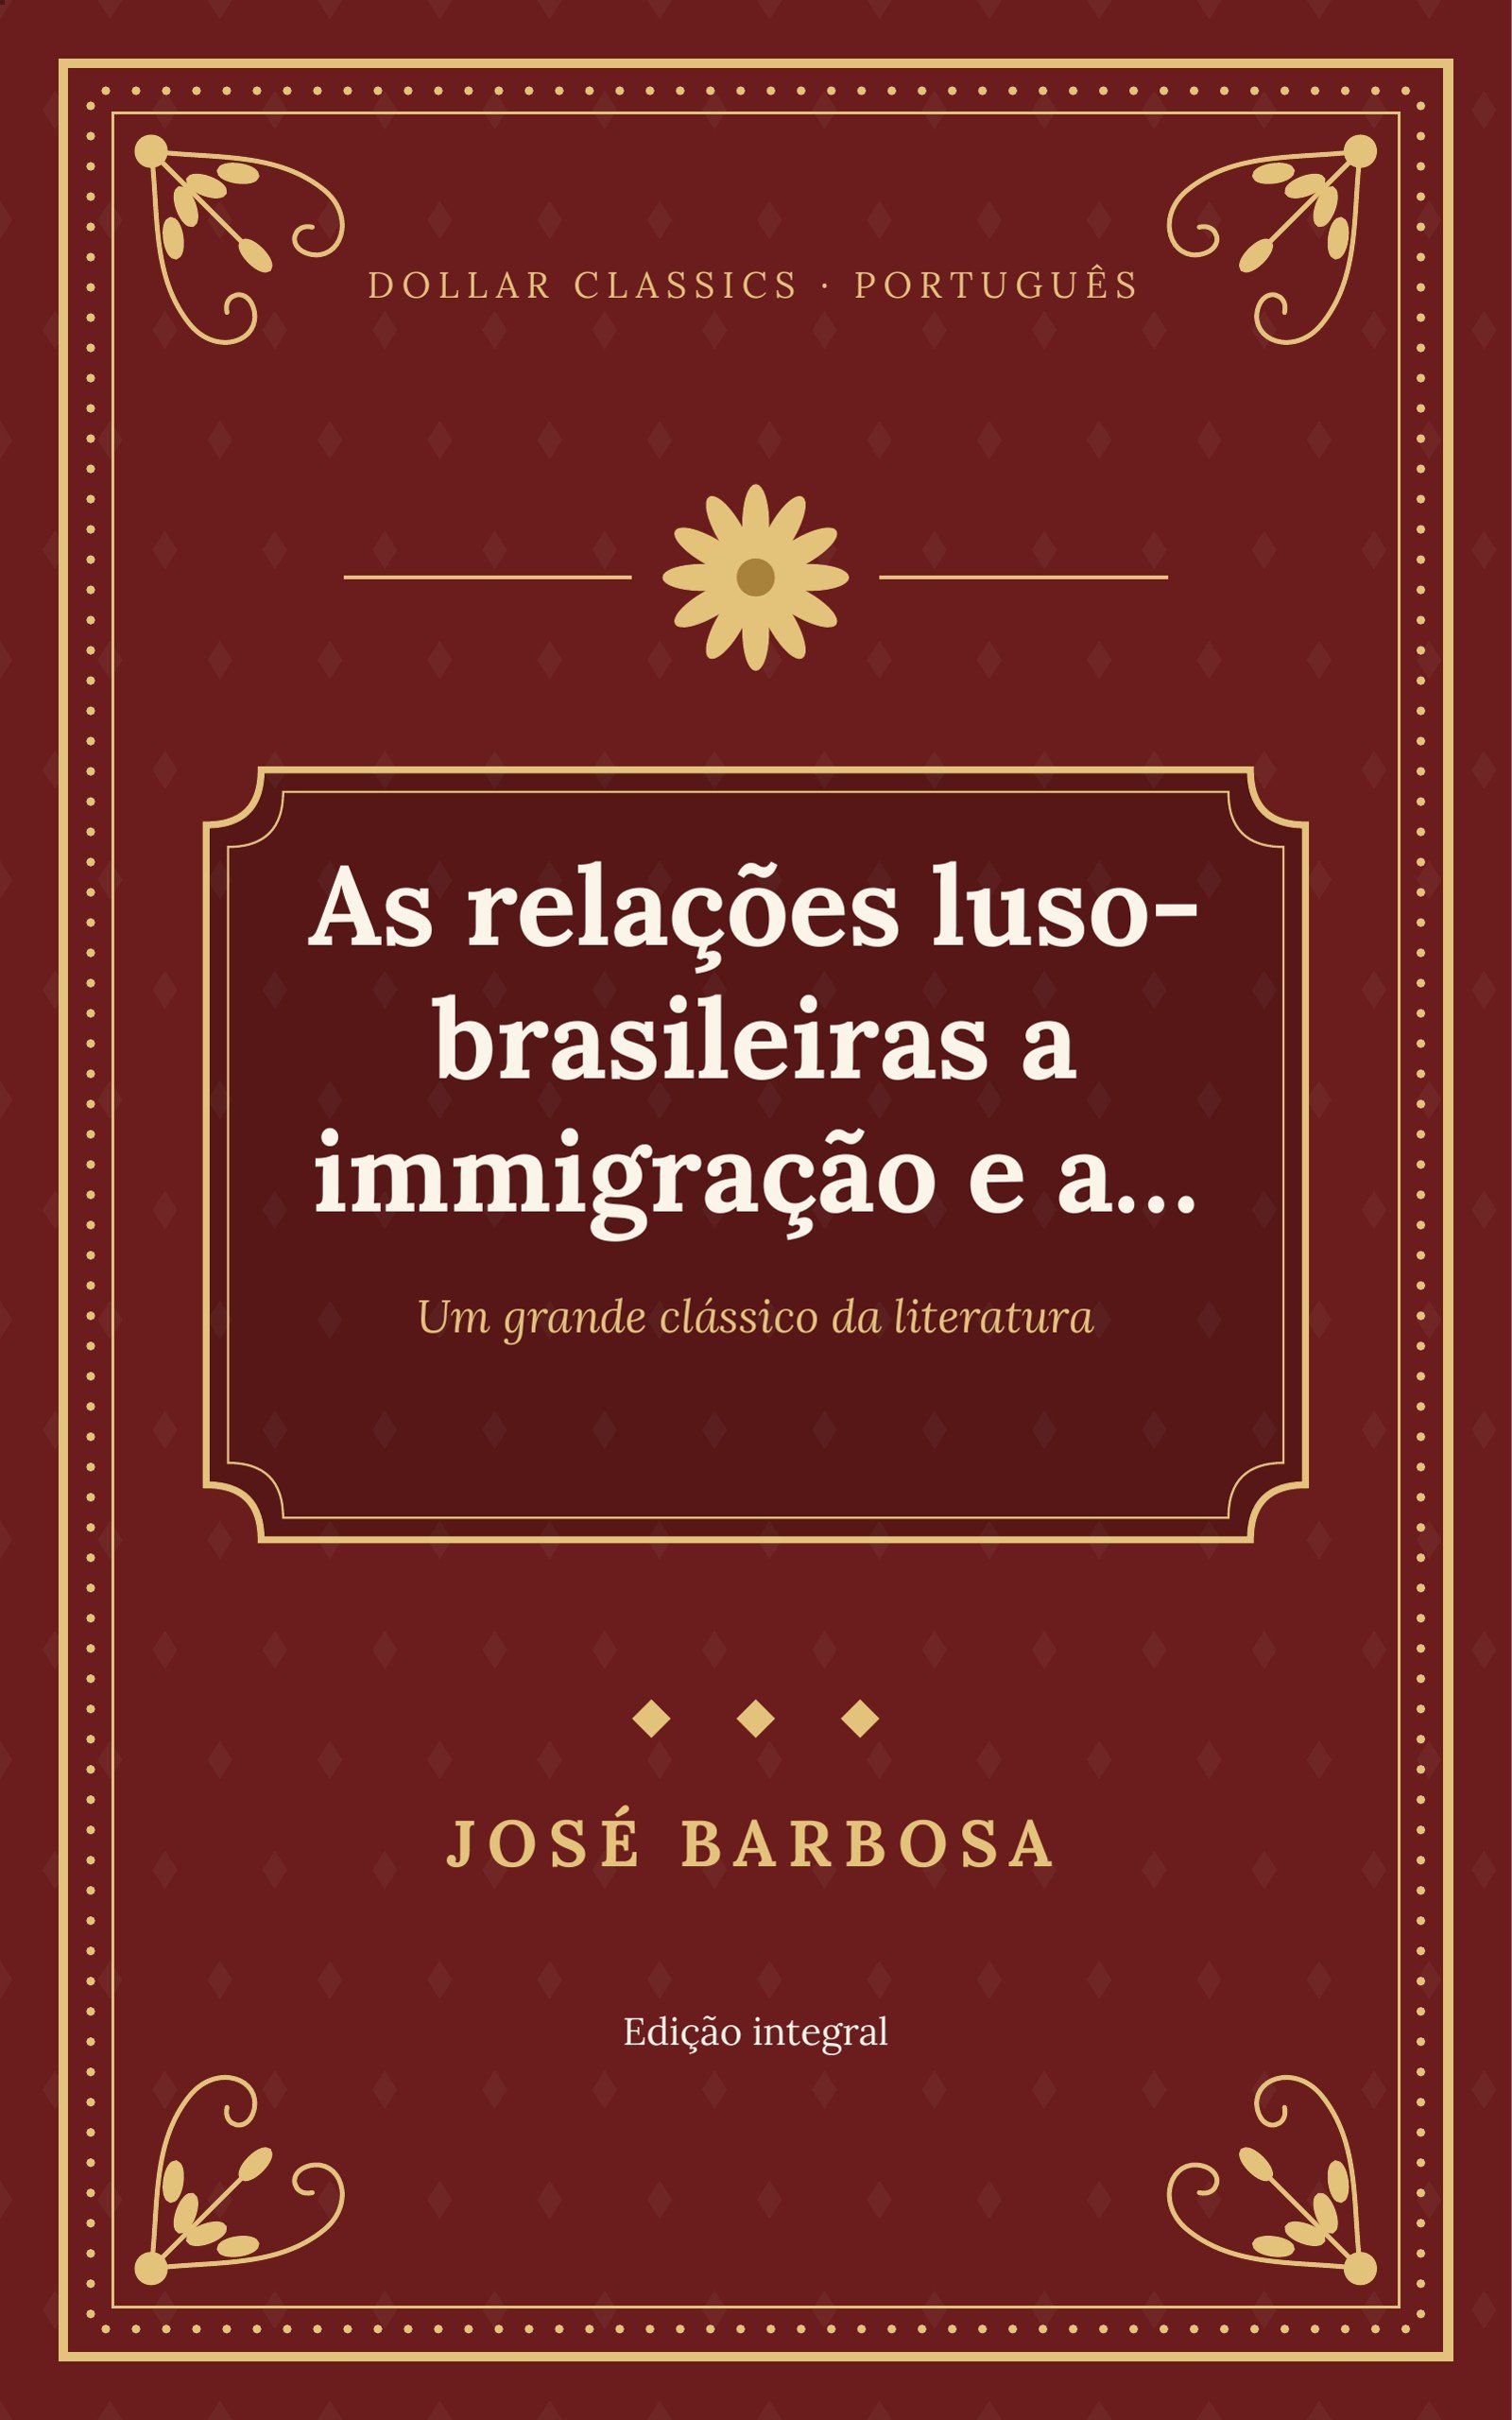 DOLLAR CLASSICS · PORTUGUÊS
As relações luso-
brasileiras a
immigração e a...
Um grande clássico da literatura
JOSÉ BARBOSA
Edição integral